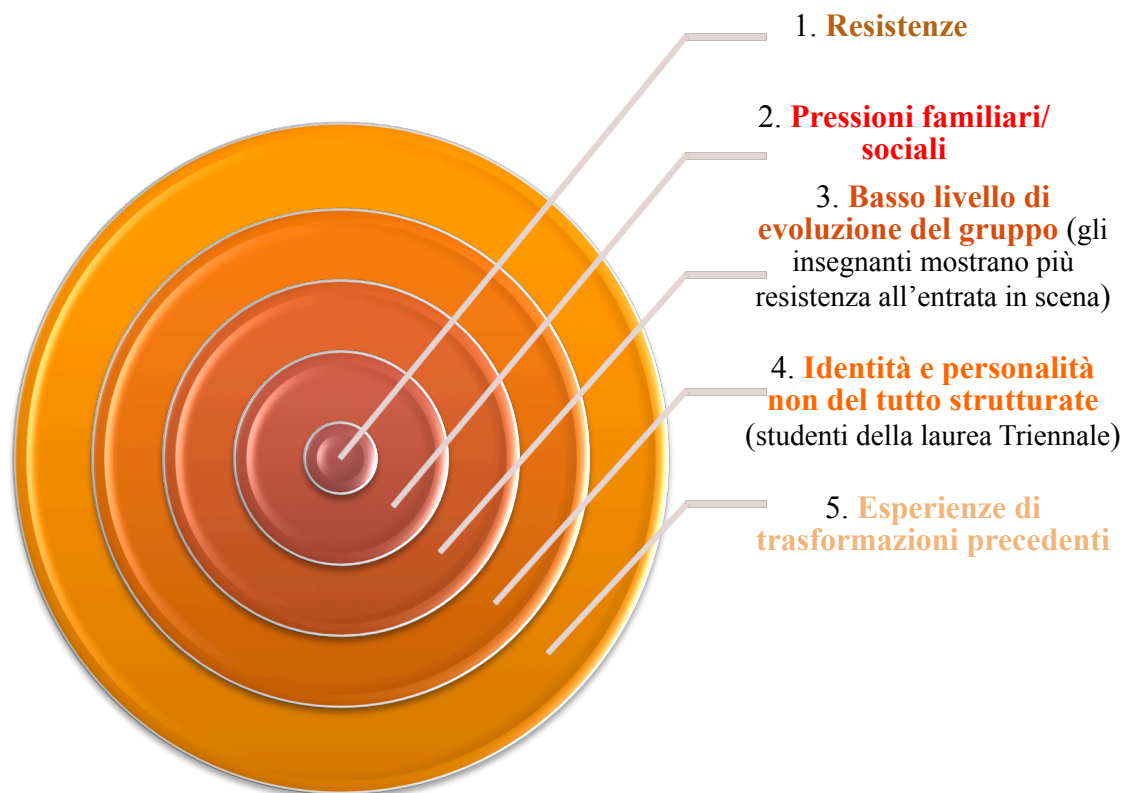 1. Resistenze
2. Pressioni familiari/
sociali
3. Basso livello di
evoluzione del gruppo (gli
insegnanti mostrano più
resistenza all’entrata in scena)
4. Identità e personalità
non del tutto strutturate
(studenti della laurea Triennale)
5. Esperienze di
trasformazioni precedenti